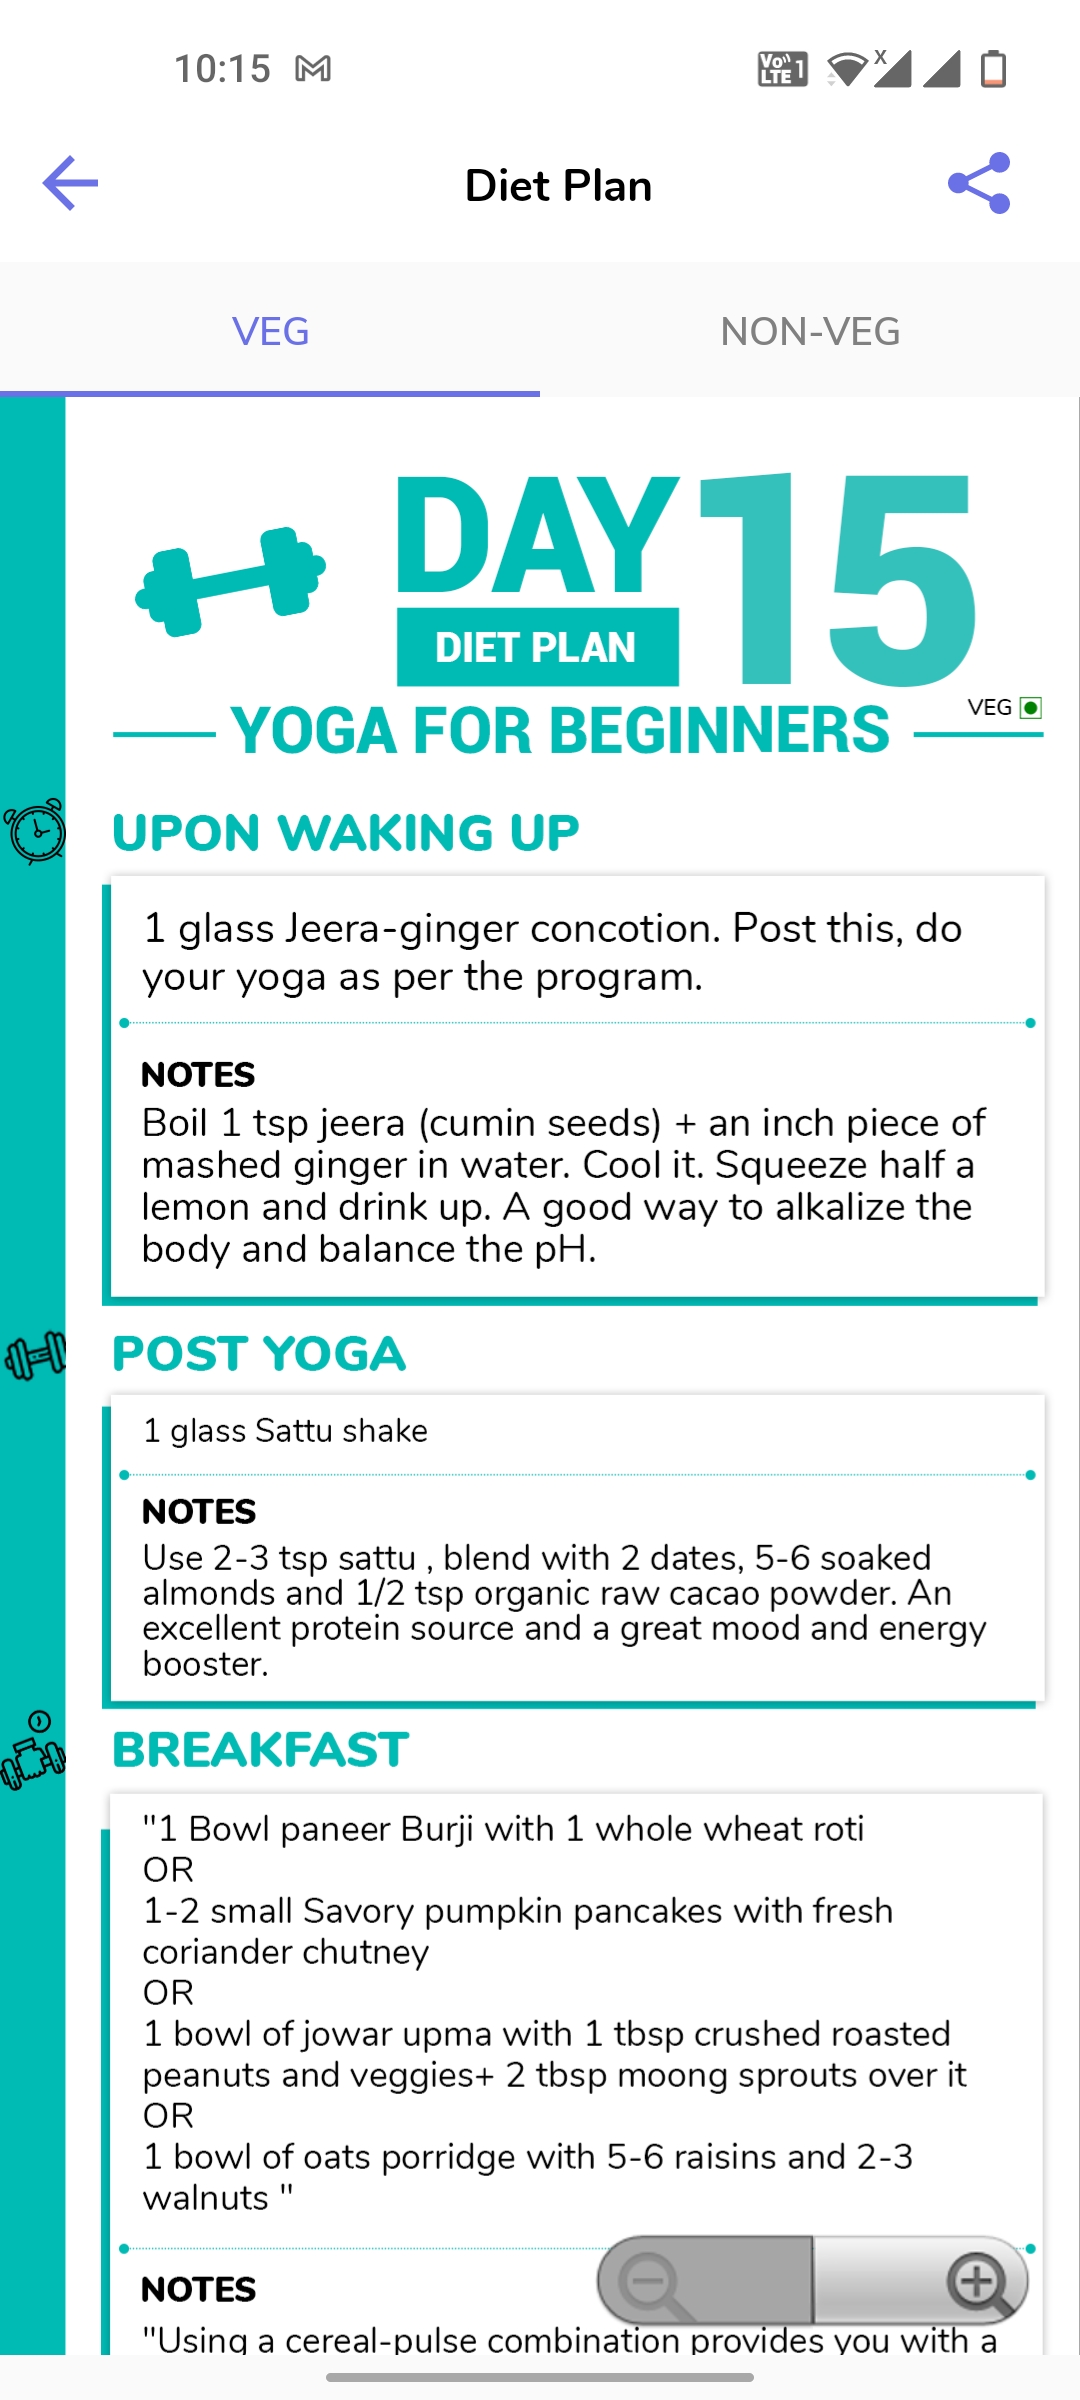 10:15
Vo LTE 1
X
Diet Plan
VEG
NON-VEG
DAY 15
DIET PLAN
VEG
YOGA FOR BEGINNERS
UPON WAKING UP
1 glass Jeera-ginger concotion. Post this, do
your yoga as per the program.
NOTES
Boil 1 tsp jeera (cumin seeds) + an inch piece of
mashed ginger in water. Cool it. Squeeze half a
lemon and drink up. A good way to alkalize the
body and balance the pH.
POST YOGA
1 glass Sattu shake
NOTES
Use 2-3 tsp sattu , blend with 2 dates, 5-6 soaked
almonds and 1/2 tsp organic raw cacao powder. An
excellent protein source and a great mood and energy
booster.
BREAKFAST
"1 Bowl paneer Burji with 1 whole wheat roti
OR
1-2 small Savory pumpkin pancakes with fresh
coriander chutney
OR
1 bowl of jowar upma with 1 tbsp crushed roasted
peanuts and veggies+ 2 tbsp moong sprouts over it
OR
1 bowl of oats porridge with 5-6 raisins and 2-3
walnuts "
NOTES
"Using a cereal-pulse combination provides you with a